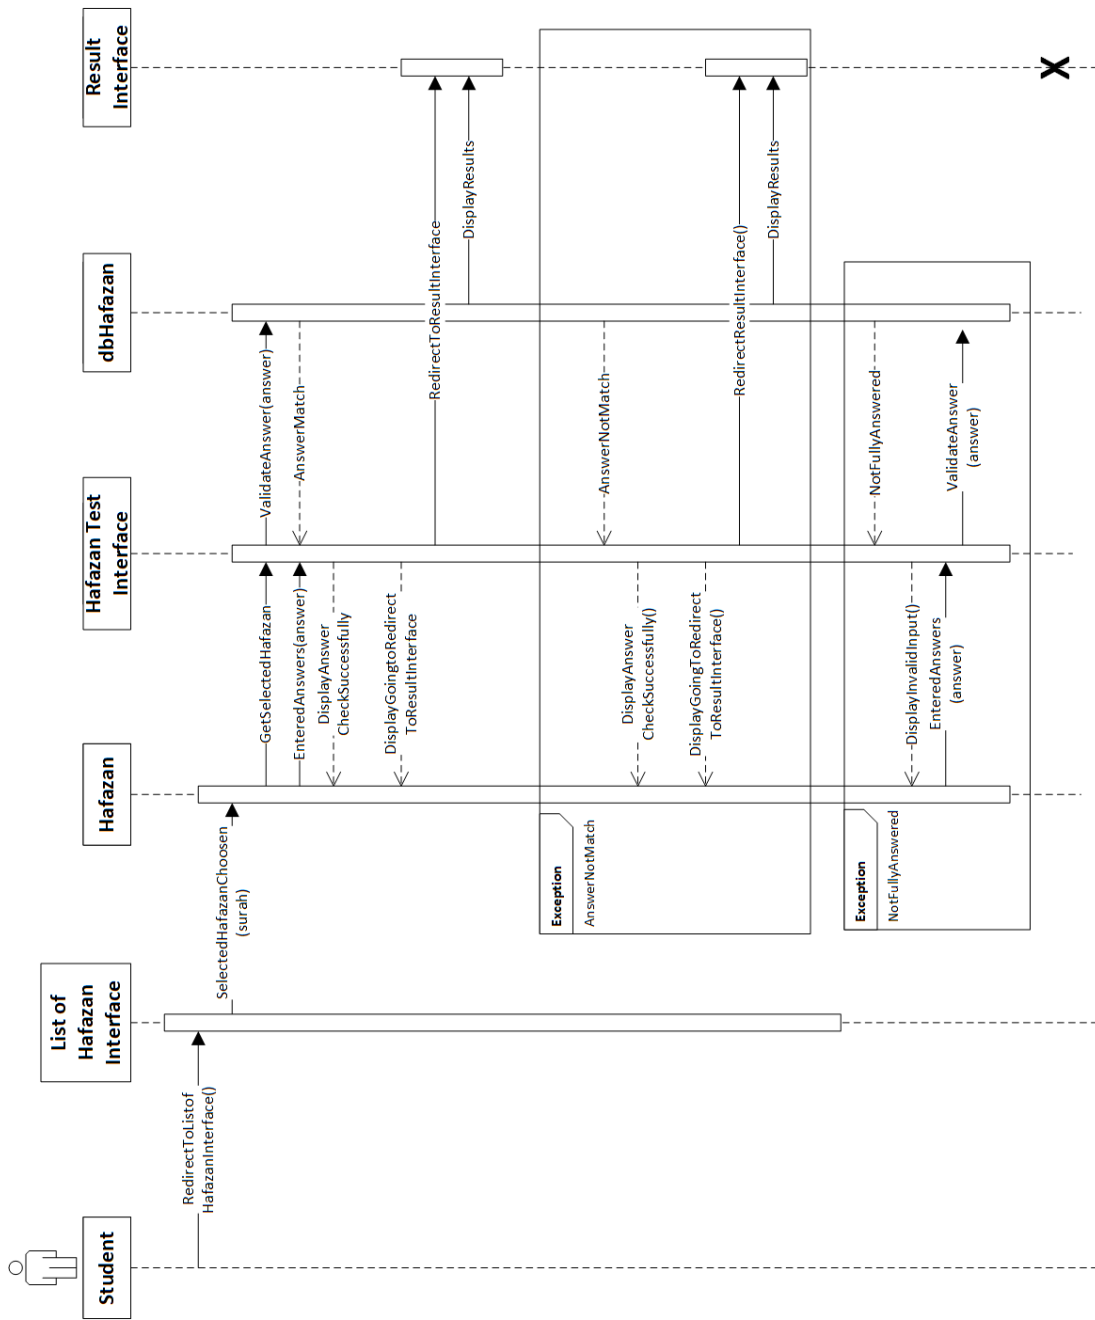 Student
List of
Hafazan
Interface
Hafazan
Hafazan Test
Interface
dbHafazan
Result
Interface
RedirectToListof
HafazanInterface()
SelectedHafazanChoosen
(surah)
GetSelectedHafazan
ValidateAnswer(answer)
EnteredAnswers(answer)
AnswerMatch
DisplayAnswer
CheckSuccessfully
DisplayGoingtoRedirect
ToResultInterface
RedirectToResultInterface
DisplayResults
Exception
AnswerNotMatch
AnswerNotMatch
DisplayAnswer
CheckSuccessfully()
DisplayGoingToRedirect
ToResultInterface()
RedirectResultInterface()
DisplayResults
Exception
NotFullyAnswered
NotFullyAnswered
DisplayInvalidInput()
EnteredAnswers
(answer)
ValidateAnswer
(answer)
X